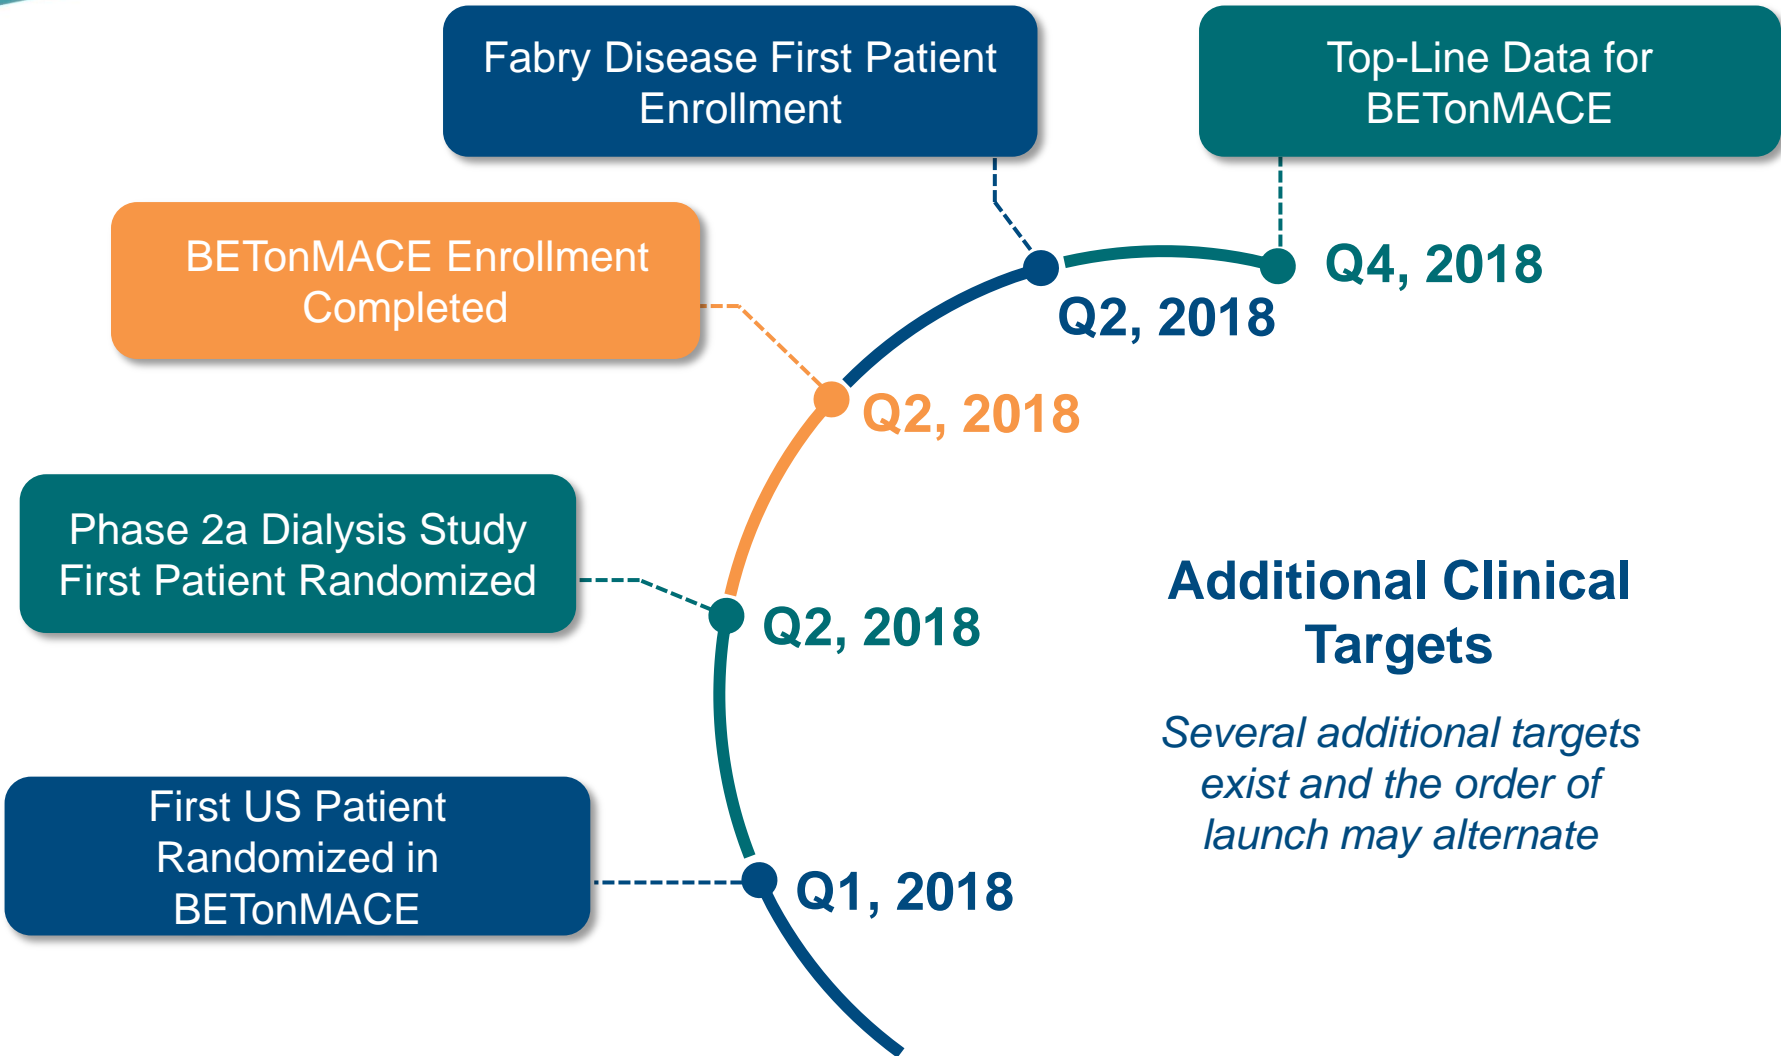 Fabry Disease First Patient
Enrollment
Top-Line Data for
BETonMACE
BETonMACE Enrollment
Completed
Q4, 2018
Q2, 2018
Q2, 2018
Phase 2a Dialysis Study
First Patient Randomized
Q2, 2018
Additional Clinical
Targets
Several additional targets
exist and the order of
launch may alternate
First US Patient
Randomized in
BETonMACE
Q1, 2018